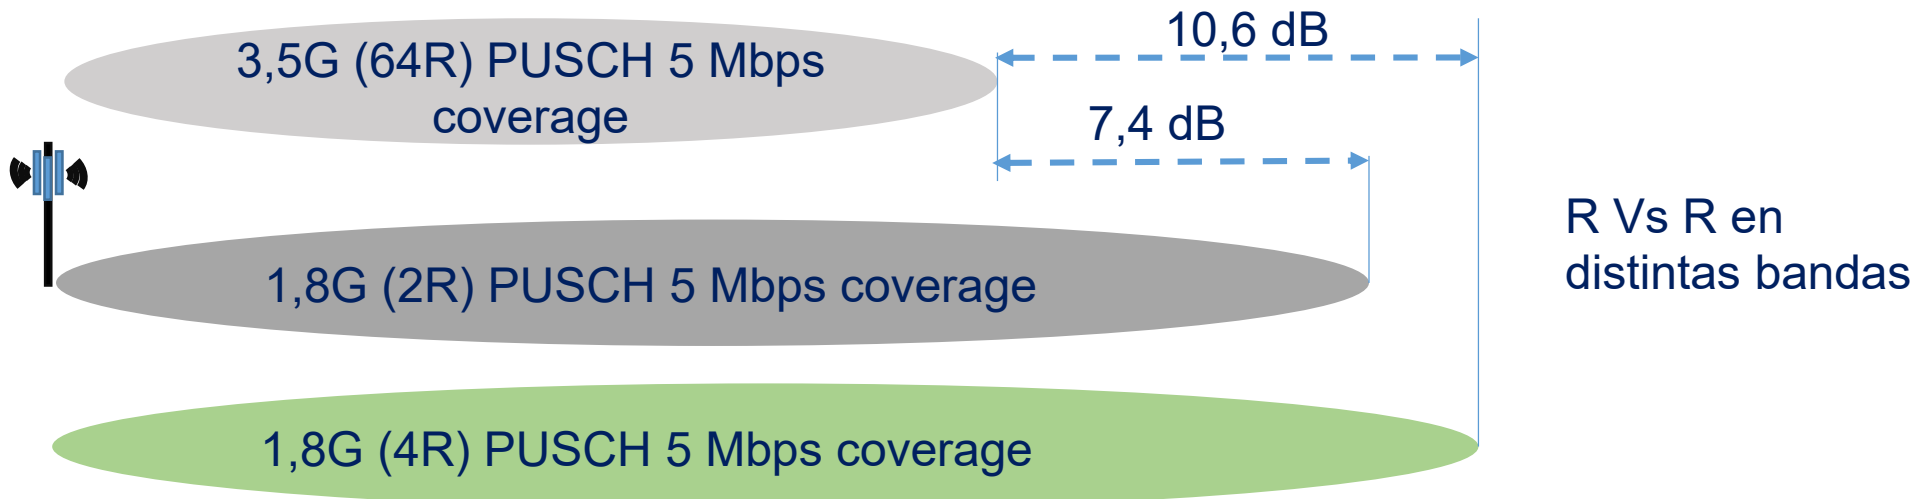 10,6 dB
3,5G (64R) PUSCH 5 Mbps
coverage
7,4 dB
R Vs R en
distintas bandas
1,8G (2R) PUSCH 5 Mbps coverage
1,8G (4R) PUSCH 5 Mbps coverage